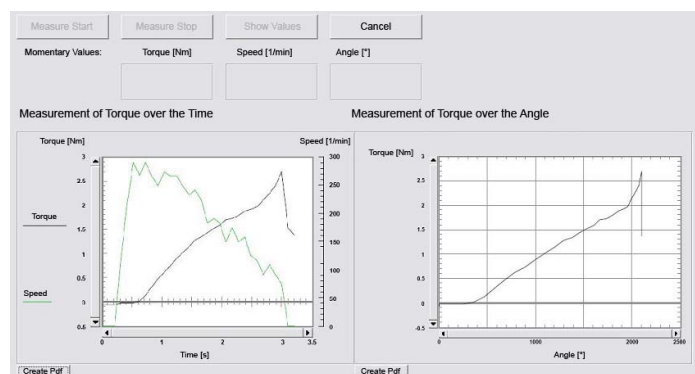 Measure Start
Measure Stop
Show Values
Cancel
Momentary Values:
Torque [Nm]
Speed [1/min]
Angle [°]
Measurement of Torque over the Time
Measurement of Torque over the Angle
Torque [Nm]
Speed [1/min]
3
2.5
2
1.5
1
0.5
0
0.5
300
250
200
150
100
50
0
Torque
Speed
0
1
2
3
3.5
Time [s]
Create Pdf
Torque [Nm]
3
2.5
2
1.5
1
0.5
0
-0.5
0
1000
2000
2500
Angle [°]
Create Pdf